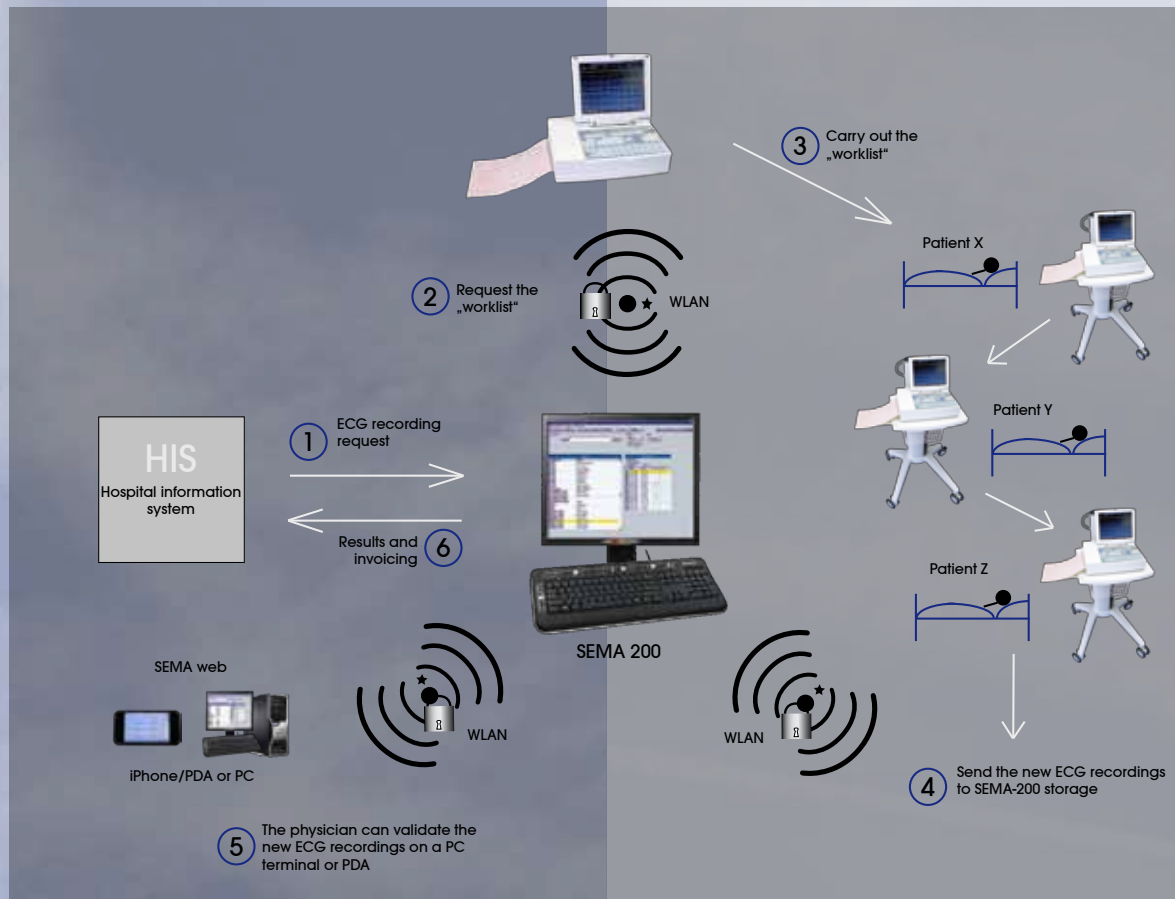 3
Carry out the
„worklist“
Patient X
2
Request the
„worklist“
WLAN
Patient Y
1
ECG recording
request
HIS
Hospital information
system
Results and
invoicing
6
Patient Z
SEMA 200
SEMA web
WLAN
WLAN
iPhone/PDA or PC
4
Send the new ECG recordings
to SEMA-200 storage
5
The physician can validate the
new ECG recordings on a PC
terminal or PDA